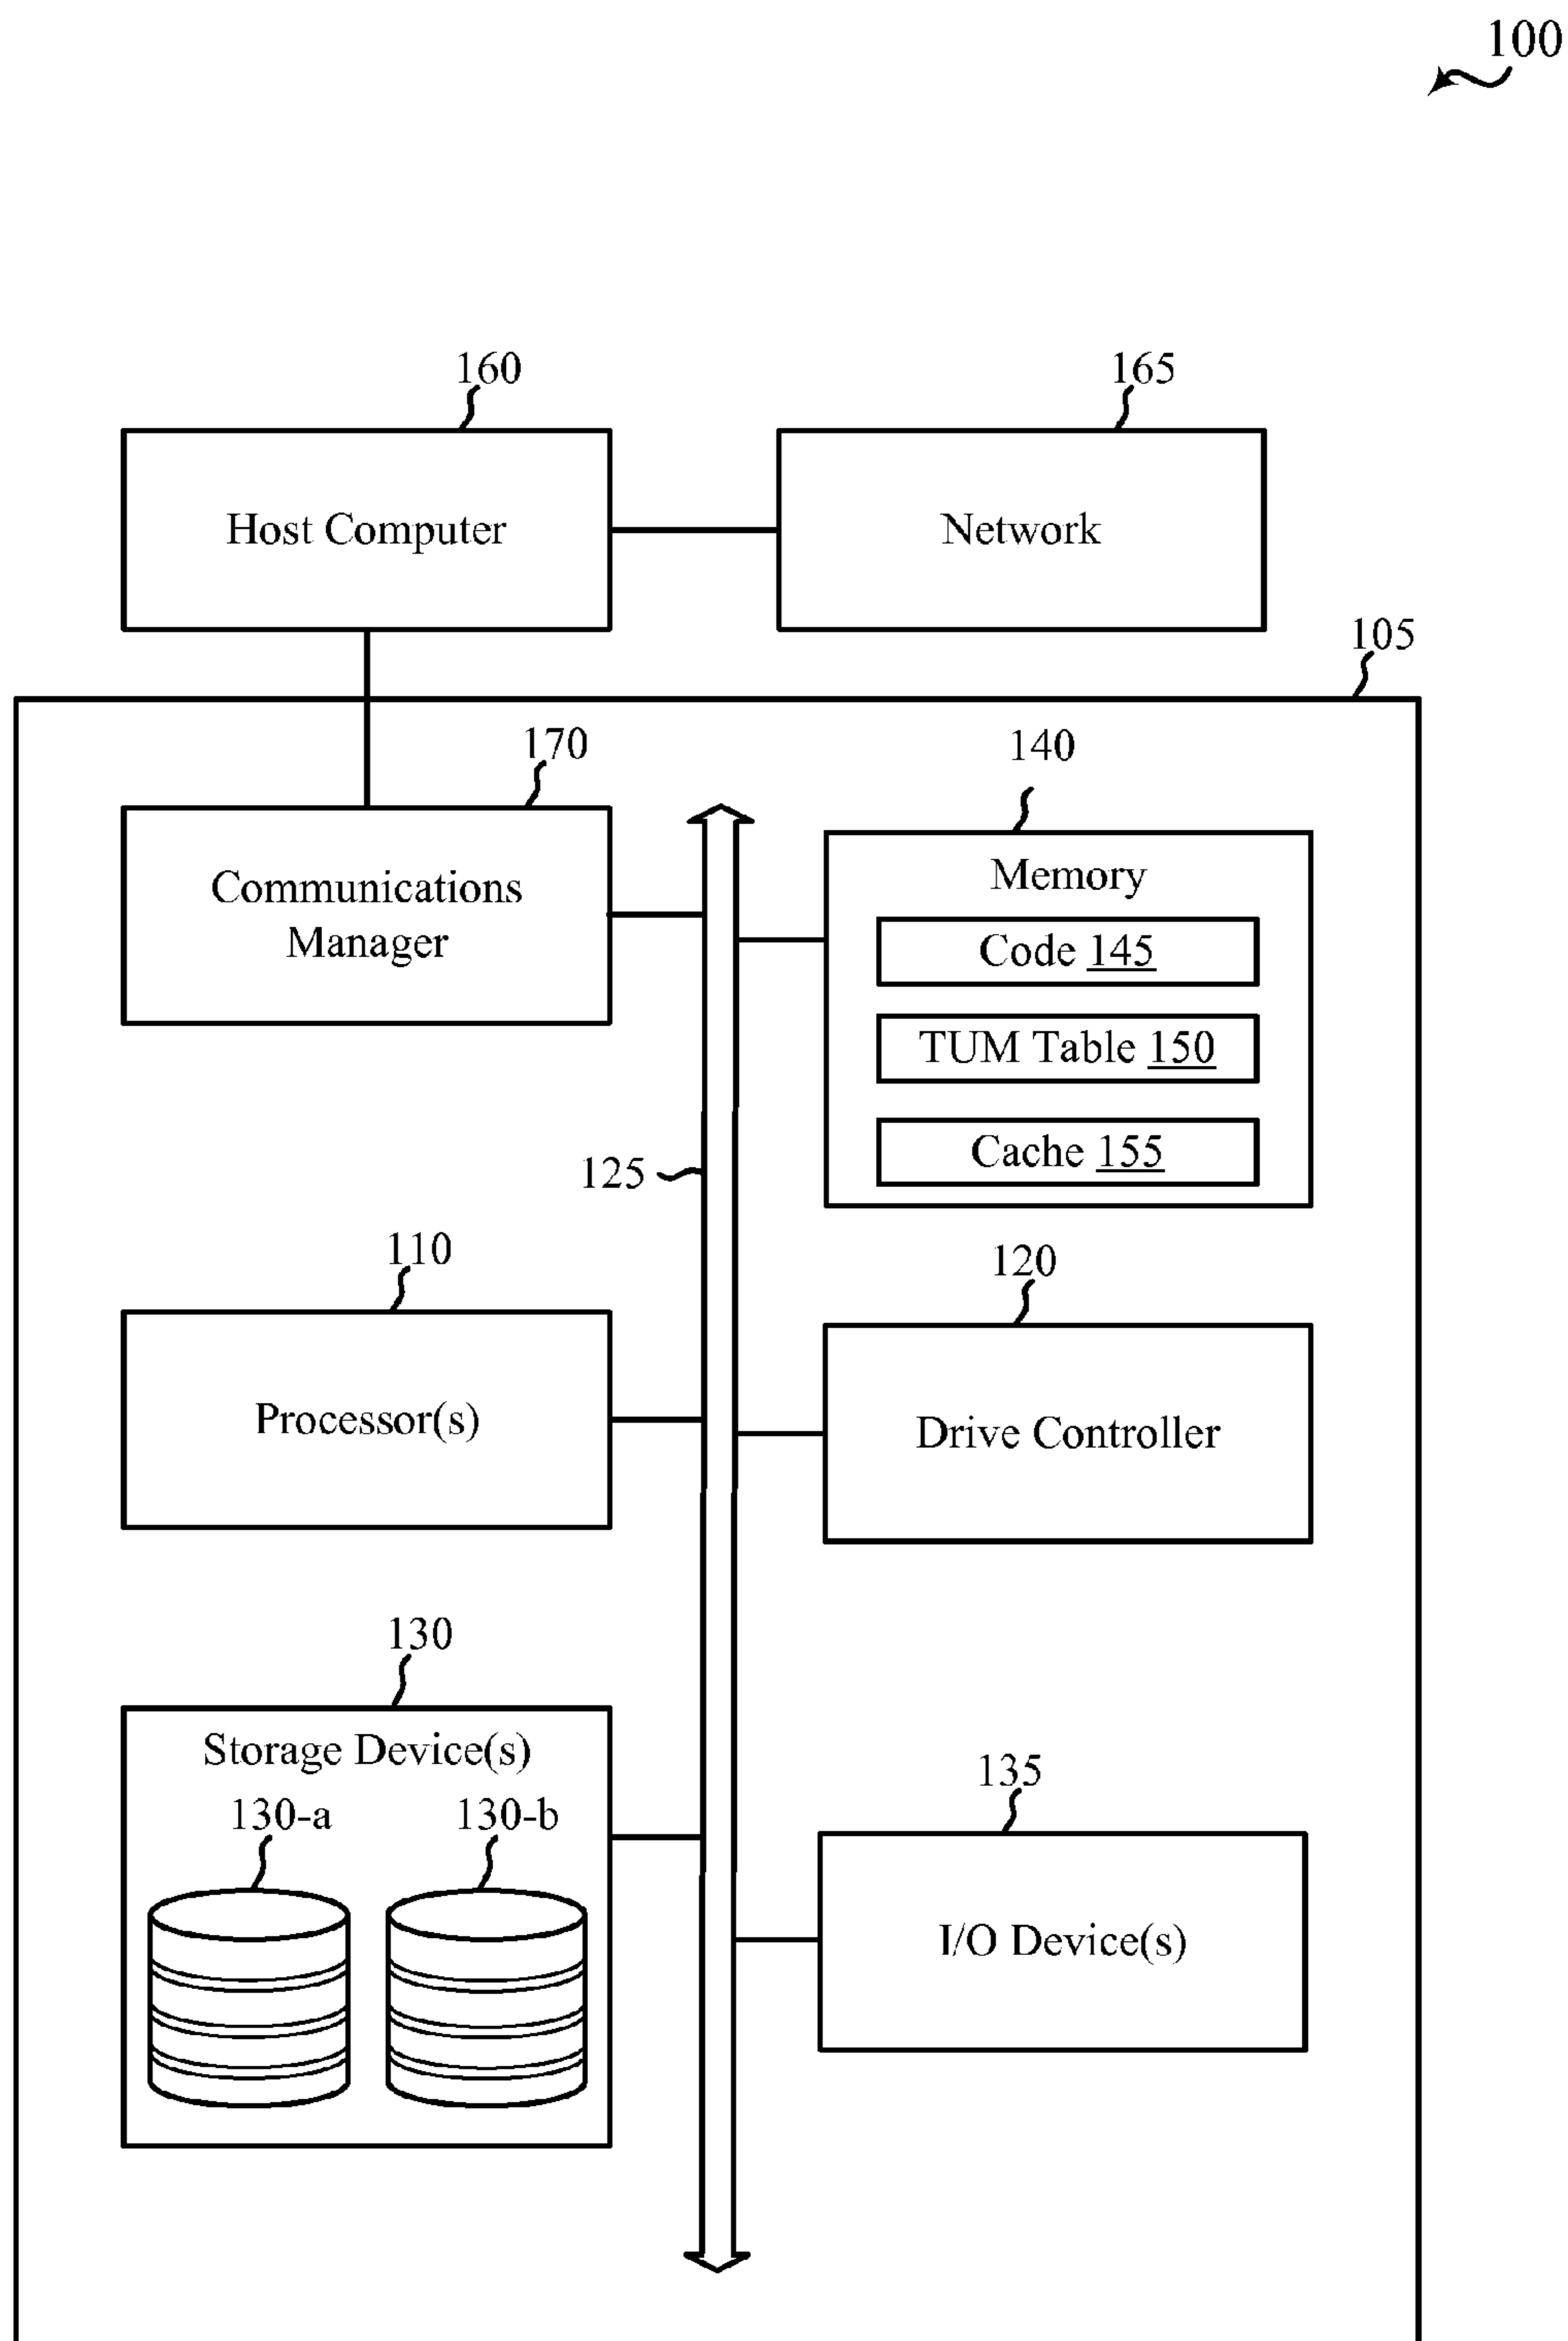 100
160
165
Host Computer
Network
105
170
140
Communications
Manager
Memory
Code 145
TUM Table 150
Cache 155
125
110
120
Processor(s)
Drive Controller
130
Storage Device(s)
130-a
130-b
135
I/O Device(s)